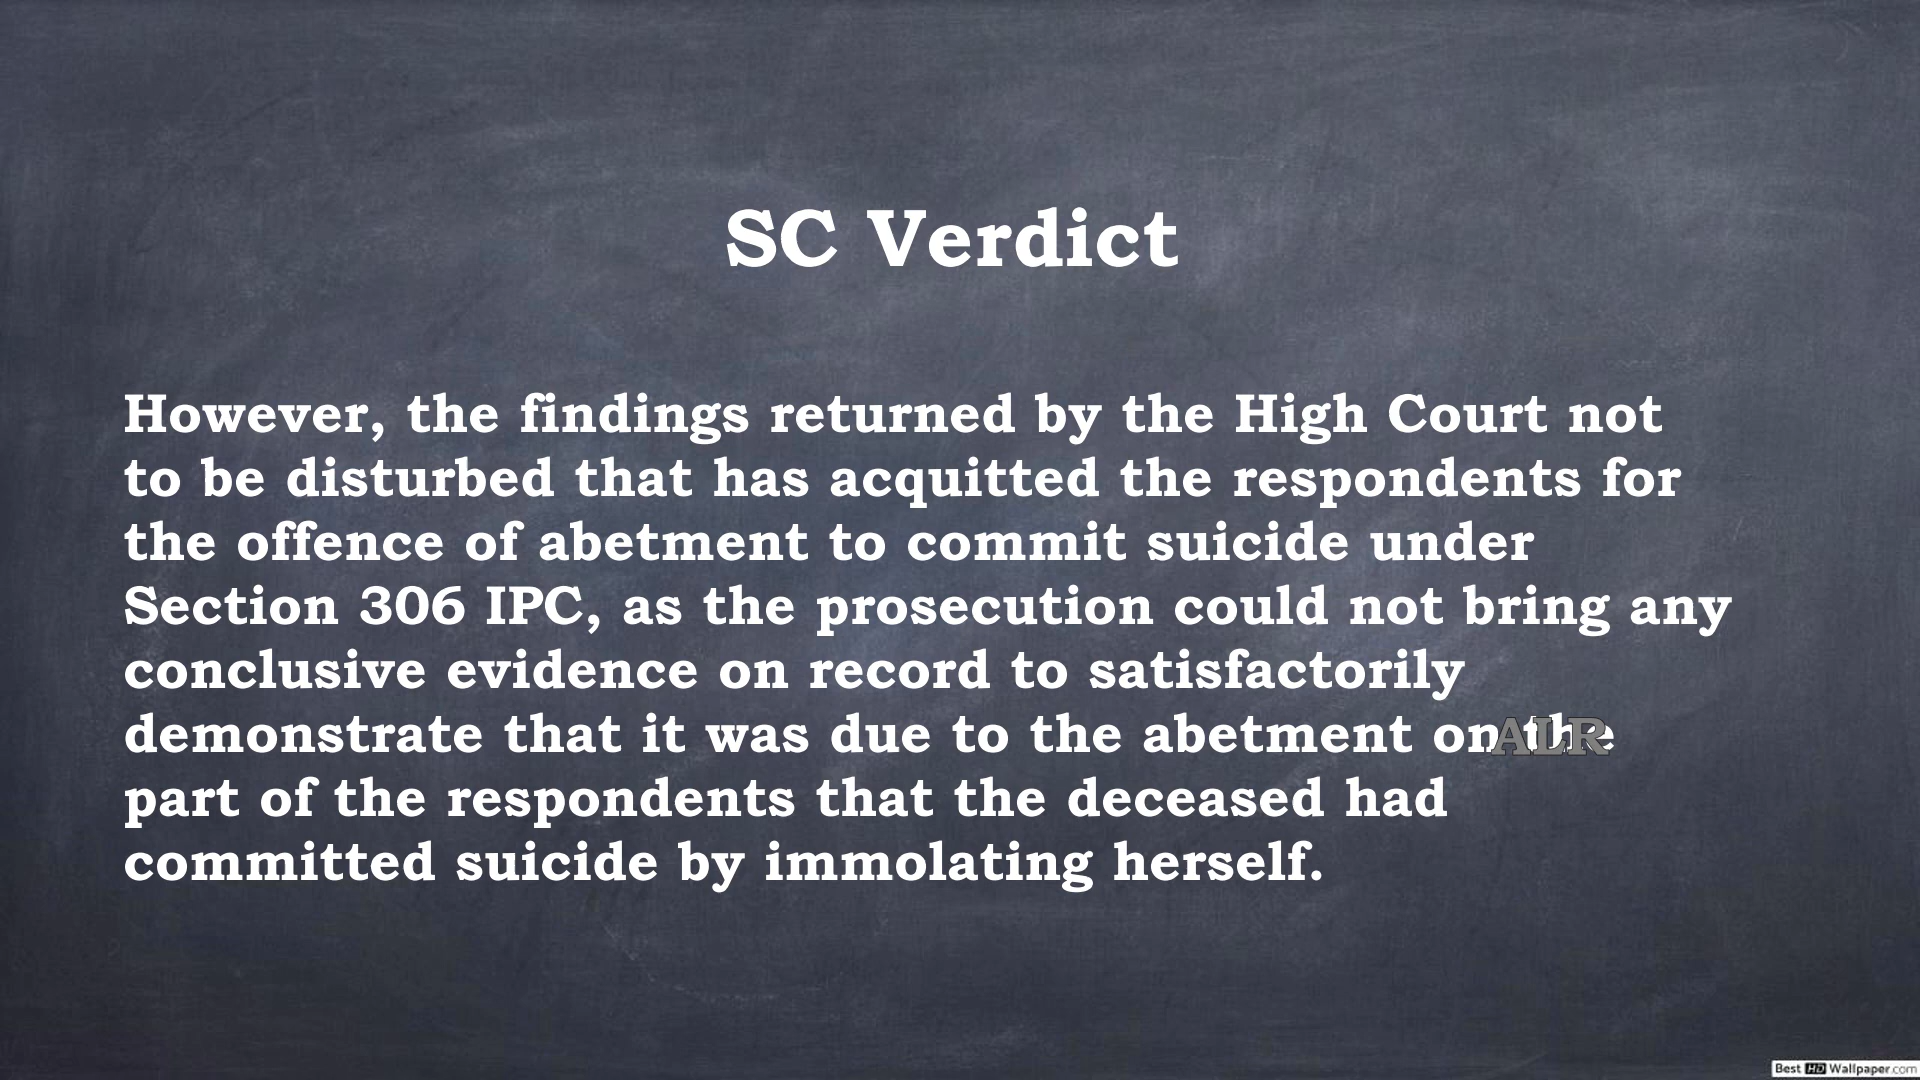 SC Verdict
However, the findings returned by the High Court not
to be disturbed that has acquitted the respondents for
the offence of abetment to commit suicide under
Section 306 IPC, as the prosecution could not bring any
conclusive evidence on record to satisfactorily
demonstrate that it was due to the abetment on the
ALR
part of the respondents that the deceased had
committed suicide by immolating herself.
Best HD Wallpaper.com